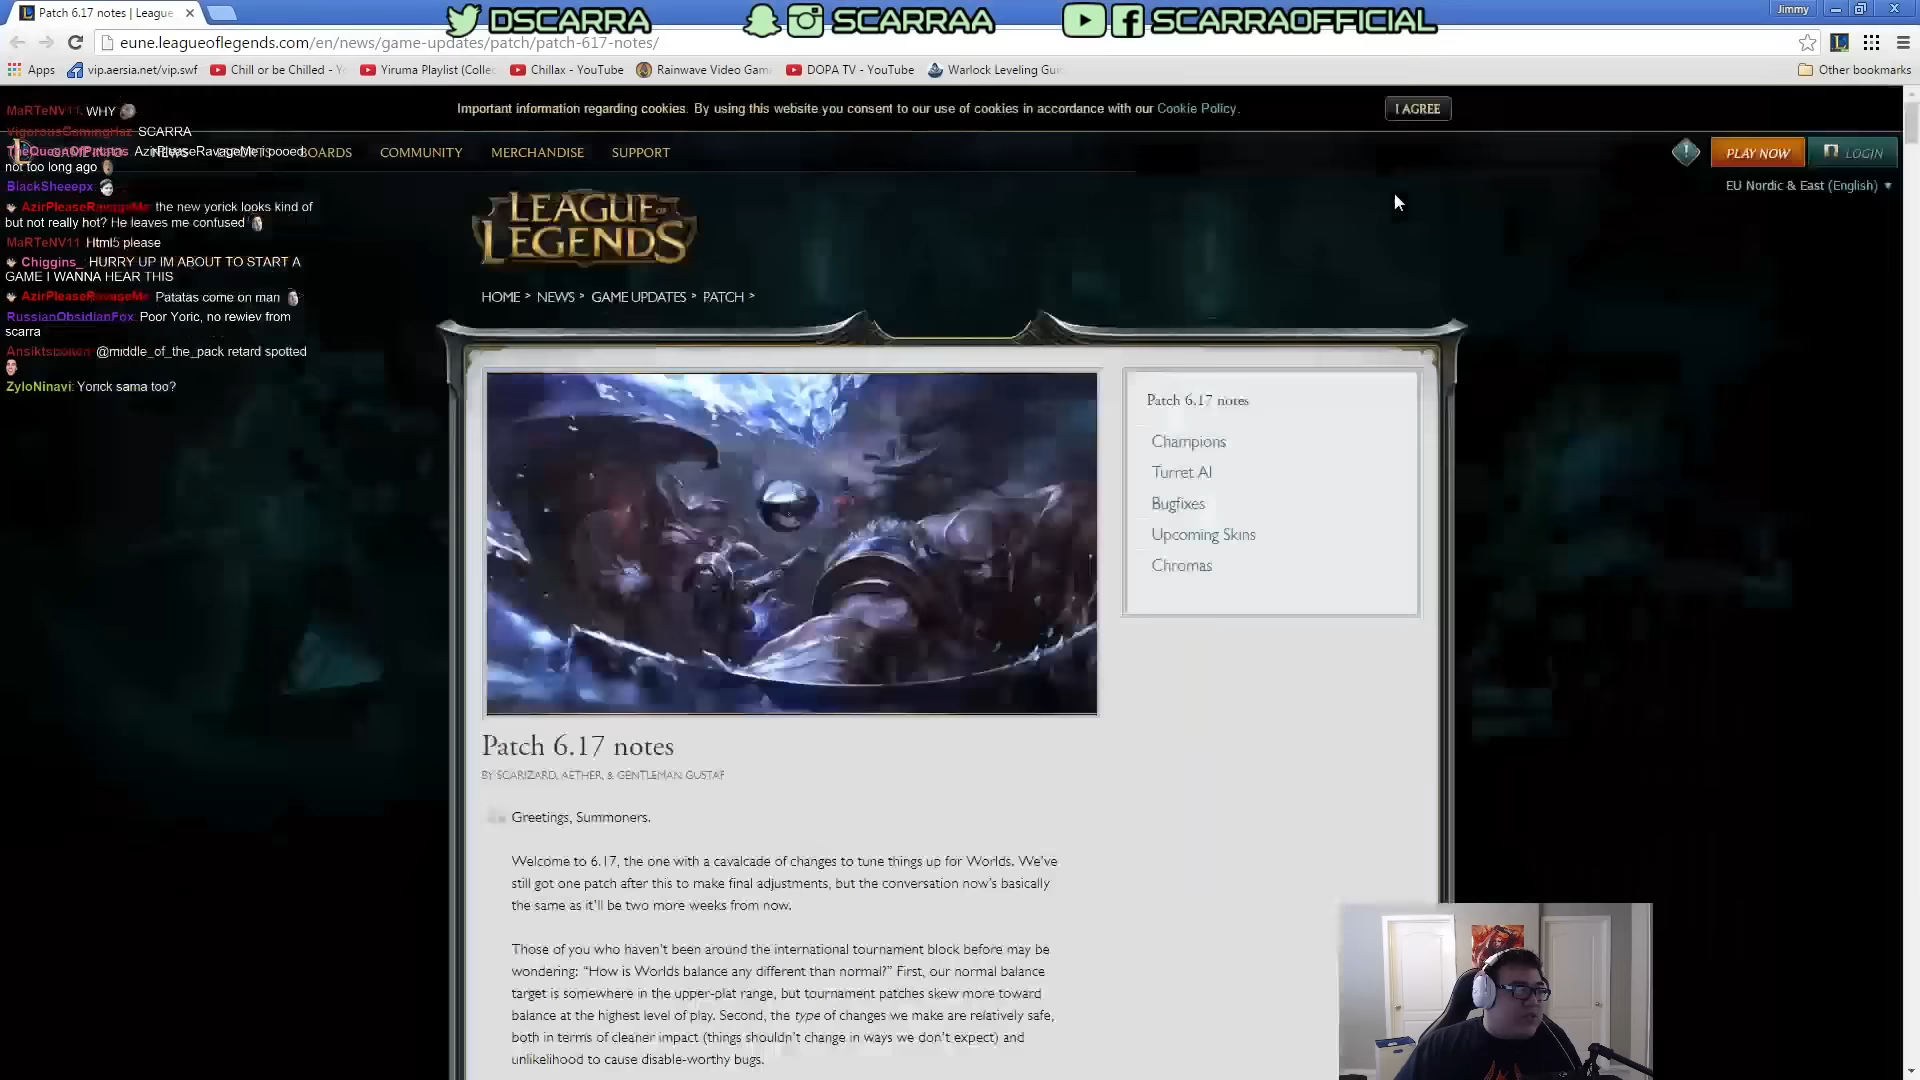 Patch 6.17 notes | League
DSCARRA
SCARRAA
SCARRAOFFICIAL
Jimmy
eune.leagueoflegends.com/en/news/game-updates/patch/patch-617-notes/
Apps
vip.aersia.net/vip.swf
Chill or be Chilled - Y
Yiruma Playlist (Colle
Chillax - YouTube
Rainwave Video Gam
DOPA TV - YouTube
Warlock Leveling Gui
Other bookmarks
Important information regarding cookies. By using this website you consent to our use of cookies in accordance with our Cookie Policy.
I AGREE
NEWS
BOARDS
COMMUNITY
MERCHANDISE
SUPPORT
PLAY NOW
LOGIN
EU Nordic & East (English)
MaRTeNV11: WHY
VigorousGamingHaz: SCARRA
AzirPleaseRavageMe pooed
not too long ago
BlackSheeepx:
AzirPleaseRavageMe: the new yorick looks kind of
but not really hot? He leaves me confused
MaRTeNV11: Html5 please
Chiggins_: HURRY UP IM ABOUT TO START A
GAME I WANNA HEAR THIS
AzirPleaseRavageMe: Patatas come on man
RussianObsidianFox: Poor Yoric, no rewiev from
scarra
@middle_of_the_pack retard spotted
ZyloNinavi: Yorick sama too?
LEAGUE OF
LEGENDS
HOME > NEWS > GAME UPDATES > PATCH >
Patch 6.17 notes
Champions
Turret AI
Bugfixes
Upcoming Skins
Chromas
Patch 6.17 notes
BY SCARIZARD, AETHER, & GENTLEMAN GUSTAF
Greetings, Summoners.
Welcome to 6.17, the one with a cavalcade of changes to tune things up for Worlds. We've
still got one patch after this to make final adjustments, but the conversation now's basically
the same as it'll be two more weeks from now.
Those of you who haven't been around the international tournament block before may be
wondering: “How is Worlds balance any different than normal?” First, our normal balance
target is somewhere in the upper-plat range, but tournament patches skew more toward
balance at the highest level of play. Second, the type of changes we make are relatively safe,
both in terms of cleaner impact (things shouldn't change in ways we don't expect) and
unlikelihood to cause disable-worthy bugs.